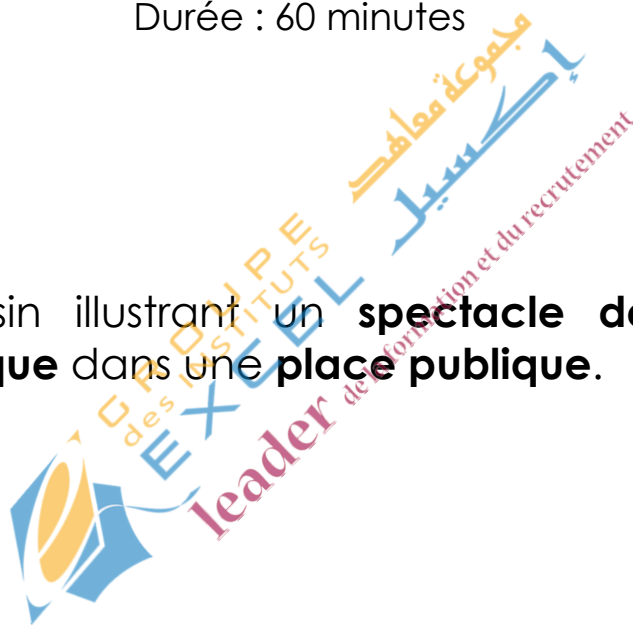 Durée : 60 minutes
sin illustrant un spectacle de
que dans une place publique.
مجموعة معاهد
إكسيل
GROUPE
des INSTITUTS
EXCEL
leader de la formation et du recrutement